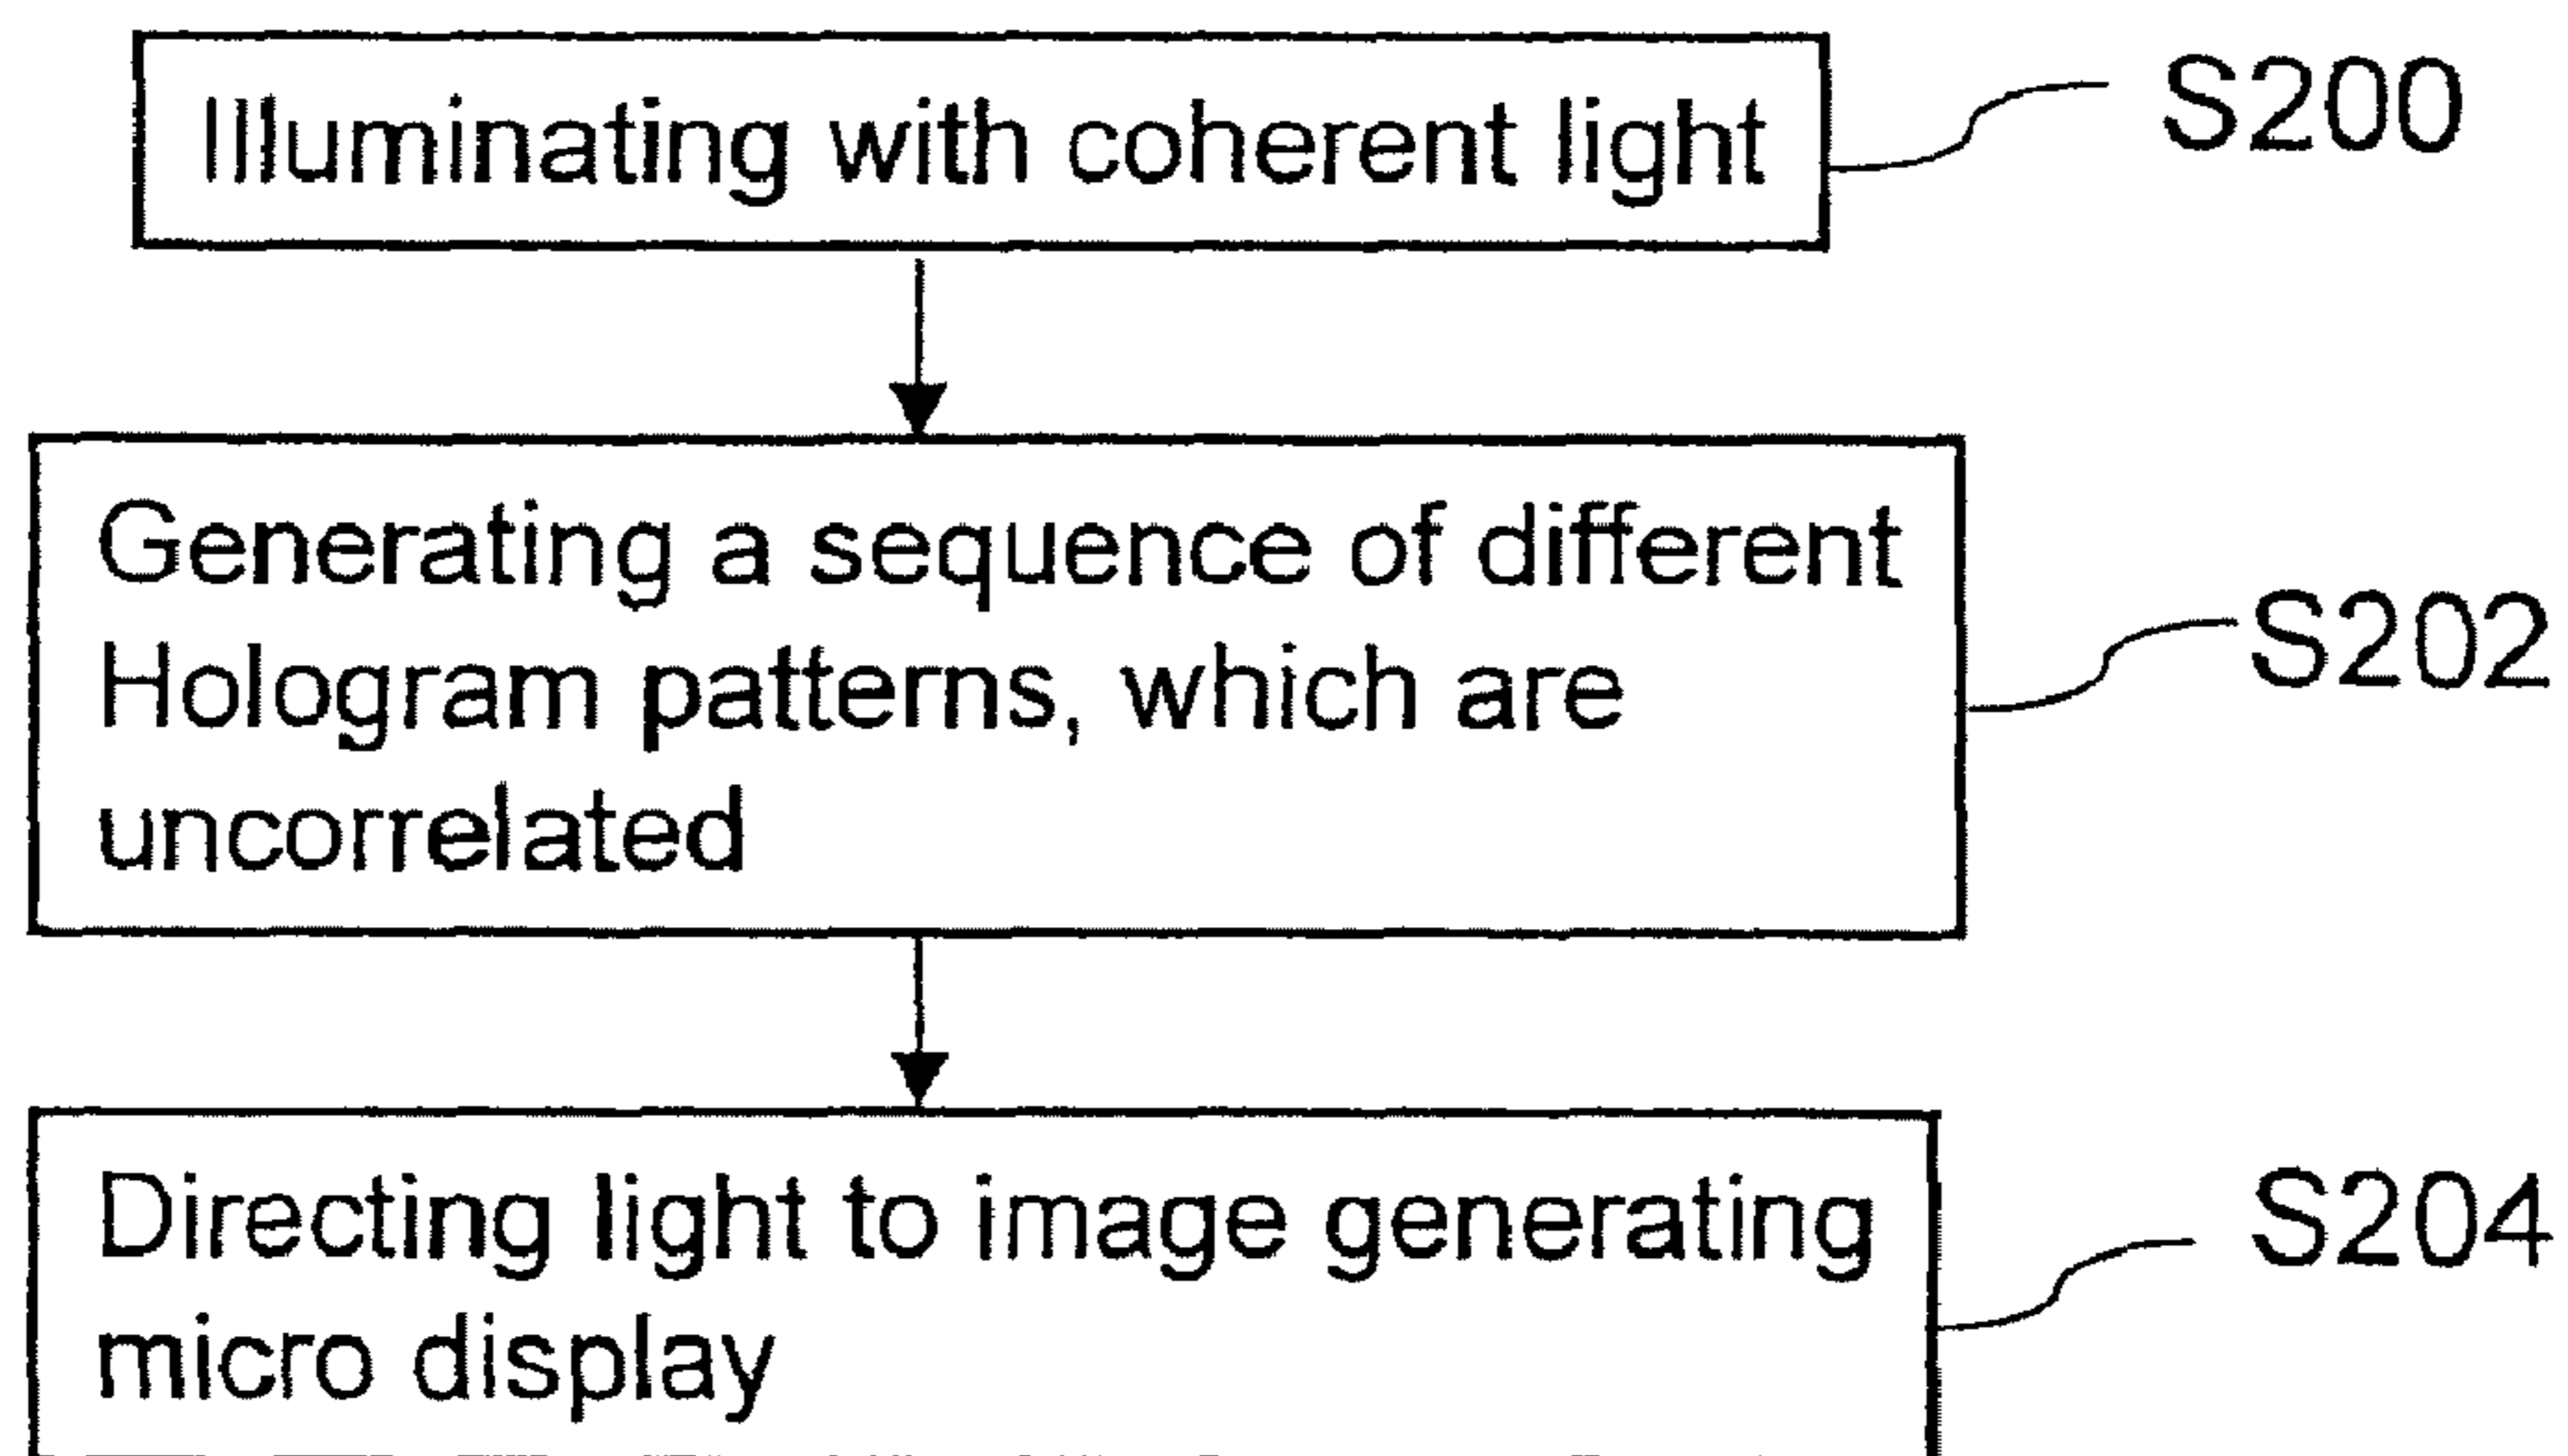 Illuminating with coherent light S200
Generating a sequence of different
Hologram patterns, which are S202
uncorrelated
Directing light to image generating S204
micro display